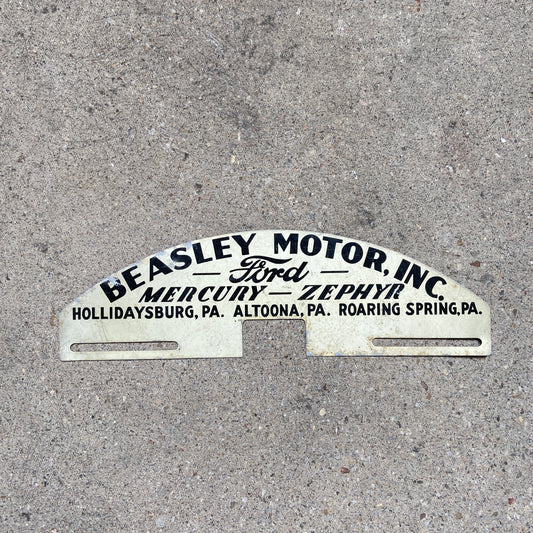 BEASLEY MOTOR, INC.
— Ford —
MERCURY — ZEPHYR
HOLLIDAYSBURG, PA. ALTOONA, PA. ROARING SPRING, PA.